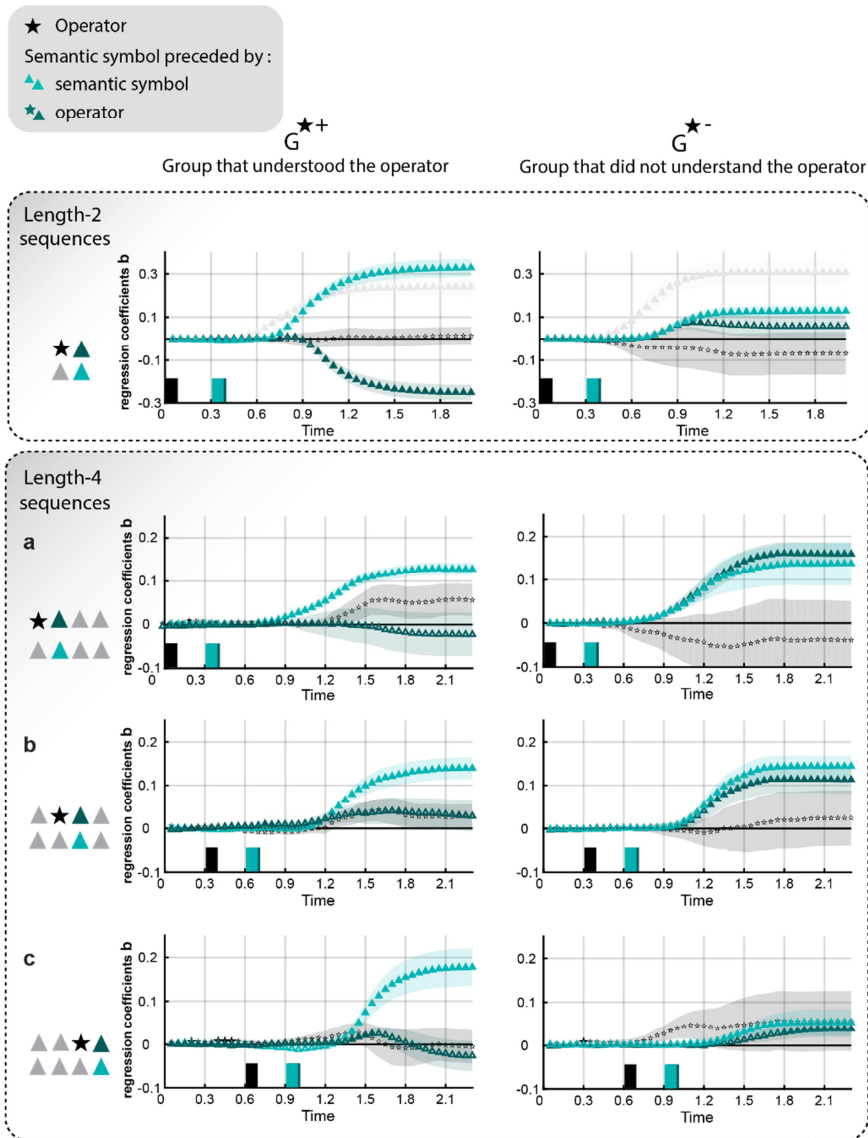 ★ Operator
Semantic symbol preceded by :
semantic symbol
operator
G★+
Group that understood the operator
G★-
Group that did not understand the operator
Length-2
sequences
regression coefficients b
0.3
0.1
-0.1
-0.3
0 0.3 0.6 0.9 1.2 1.5 1.8
Time
0.3
0.1
-0.1
-0.3
0 0.3 0.6 0.9 1.2 1.5 1.8
Time
Length-4
sequences
a
regression coefficients b
0.2
0.1
0
-0.1
0 0.3 0.6 0.9 1.2 1.5 1.8 2.1
Time
0.2
0.1
0
-0.1
0 0.3 0.6 0.9 1.2 1.5 1.8 2.1
Time
b
regression coefficients b
0.2
0.1
0
-0.1
0 0.3 0.6 0.9 1.2 1.5 1.8 2.1
Time
0.2
0.1
0
-0.1
0 0.3 0.6 0.9 1.2 1.5 1.8 2.1
Time
c
regression coefficients b
0.2
0.1
0
-0.1
0 0.3 0.6 0.9 1.2 1.5 1.8 2.1
Time
0.2
0.1
0
-0.1
0 0.3 0.6 0.9 1.2 1.5 1.8 2.1
Time